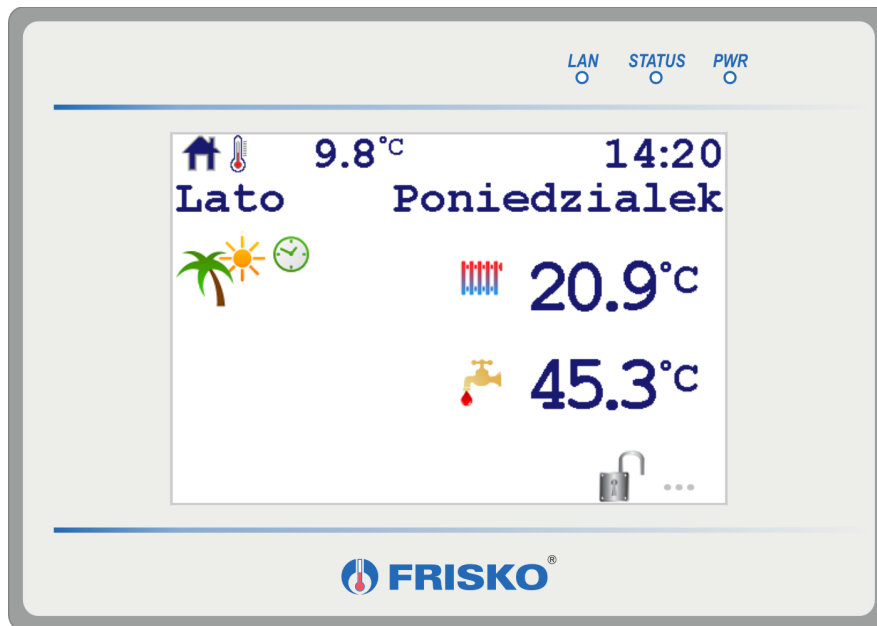 LAN STATUS PWR
9.8°C 14:20
Lato Poniedzialek
20.9°C
45.3°C
...
FRISKO®